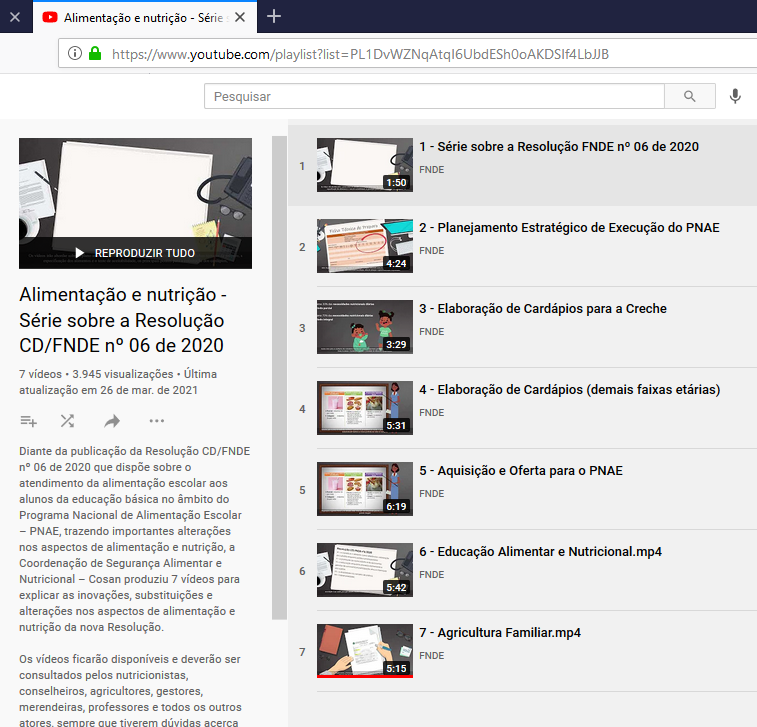 Alimentação e nutrição - Série s
https://www.youtube.com/playlist?list=PL1DvWZNqAtqI6UbdESh0oAKDSIf4LbJJB
Pesquisar
REPRODUZIR TUDO
Alimentação e nutrição -
Série sobre a Resolução
CD/FNDE nº 06 de 2020
7 vídeos • 3.945 visualizações • Última
atualização em 26 de mar. de 2021
Diante da publicação da Resolução CD/FNDE
nº 06 de 2020 que dispõe sobre o
atendimento da alimentação escolar aos
alunos da educação básica no âmbito do
Programa Nacional de Alimentação Escolar
– PNAE, trazendo importantes alterações
nos aspectos de alimentação e nutrição, a
Coordenação de Segurança Alimentar e
Nutricional – Cosan produziu 7 vídeos para
explicar as inovações, substituições e
alterações nos aspectos de alimentação e
nutrição da nova Resolução.
Os vídeos ficarão disponíveis e deverão ser
consultados pelos nutricionistas,
conselheiros, agricultores, gestores,
merendeiras, professores e todos os outros
atores, sempre que tiverem dúvidas acerca
1
1:50
1 - Série sobre a Resolução FNDE nº 06 de 2020
FNDE
2
4:24
2 - Planejamento Estratégico de Execução do PNAE
FNDE
3
3:29
3 - Elaboração de Cardápios para a Creche
FNDE
4
5:31
4 - Elaboração de Cardápios (demais faixas etárias)
FNDE
5
6:19
5 - Aquisição e Oferta para o PNAE
FNDE
6
5:42
6 - Educação Alimentar e Nutricional.mp4
FNDE
7
5:15
7 - Agricultura Familiar.mp4
FNDE